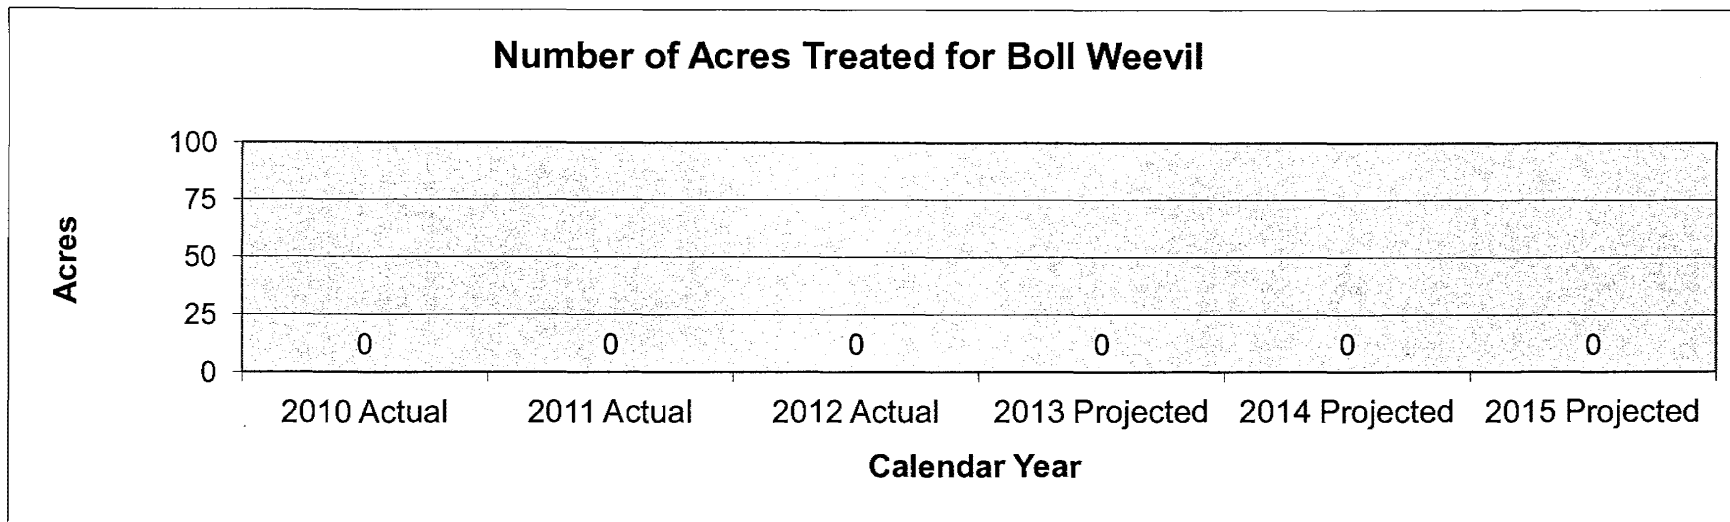 Number of Acres Treated for Boll Weevil
Acres
100
75
50
25
0
0 0 0 0 0 0
2010 Actual 2011 Actual 2012 Actual 2013 Projected 2014 Projected 2015 Projected
Calendar Year